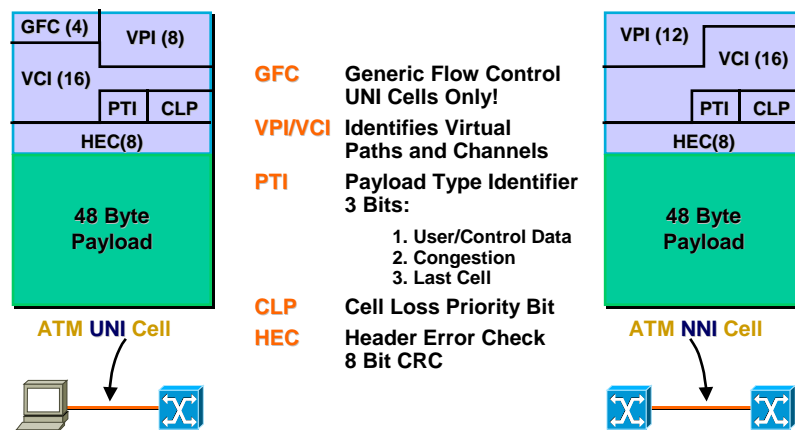 GFC (4)
VPI (8)
VCI (16)
PTI
CLP
HEC(8)
48 Byte
Payload
ATM UNI Cell
GFC Generic Flow Control
UNI Cells Only!
VPI/VCI Identifies Virtual
Paths and Channels
PTI Payload Type Identifier
3 Bits:
1. User/Control Data
2. Congestion
3. Last Cell
CLP Cell Loss Priority Bit
HEC Header Error Check
8 Bit CRC
VPI (12)
VCI (16)
PTI
CLP
HEC(8)
48 Byte
Payload
ATM NNI Cell